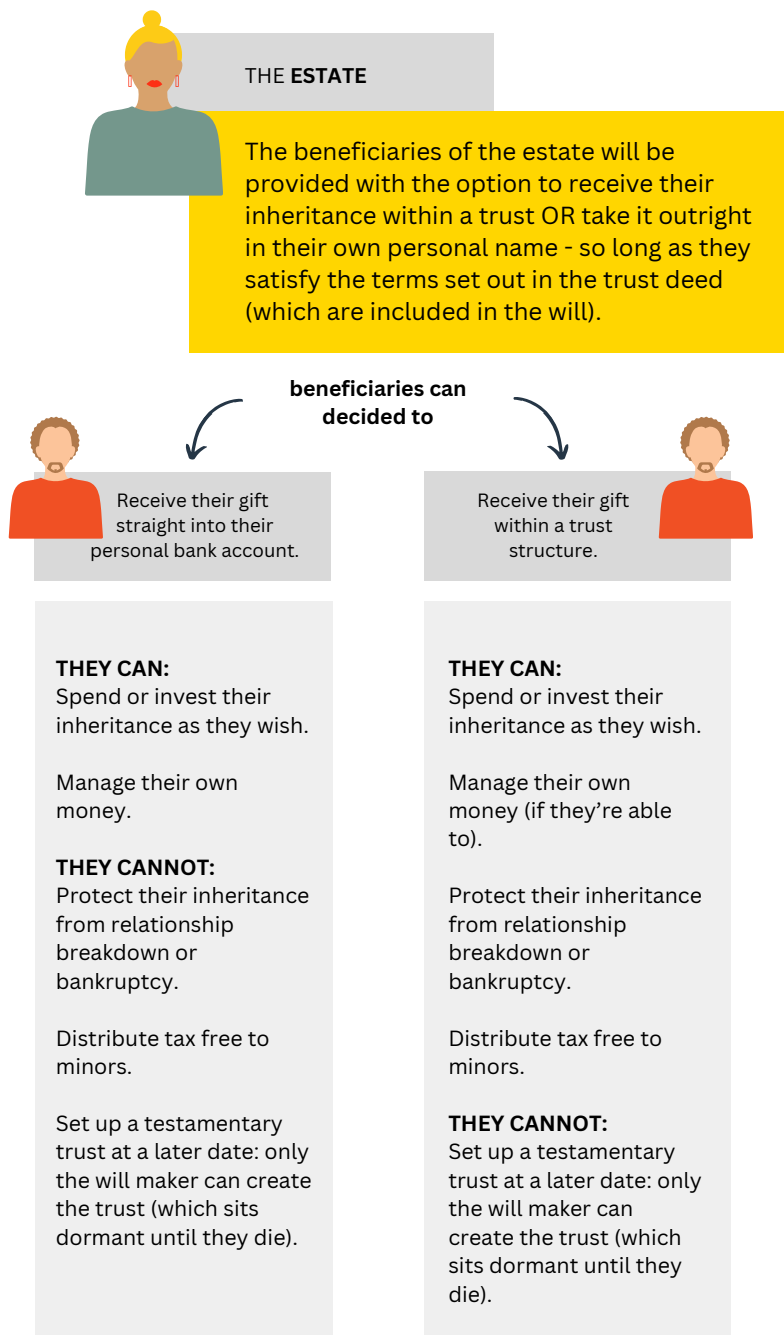 THE ESTATE
The beneficiaries of the estate will be
provided with the option to receive their
inheritance within a trust OR take it outright
in their own personal name - so long as they
satisfy the terms set out in the trust deed
(which are included in the will).
beneficiaries can
decided to
Receive their gift
straight into their
personal bank account.
THEY CAN:
Spend or invest their
inheritance as they wish.
Manage their own
money.
THEY CANNOT:
Protect their inheritance
from relationship
breakdown or
bankruptcy.
Distribute tax free to
minors.
Set up a testamentary
trust at a later date: only
the will maker can create
the trust (which sits
dormant until they die).
Receive their gift
within a trust
structure.
THEY CAN:
Spend or invest their
inheritance as they wish.
Manage their own
money (if they’re able
to).
Protect their inheritance
from relationship
breakdown or
bankruptcy.
Distribute tax free to
minors.
THEY CANNOT:
Set up a testamentary
trust at a later date: only
the will maker can
create the trust (which
sits dormant until they
die).